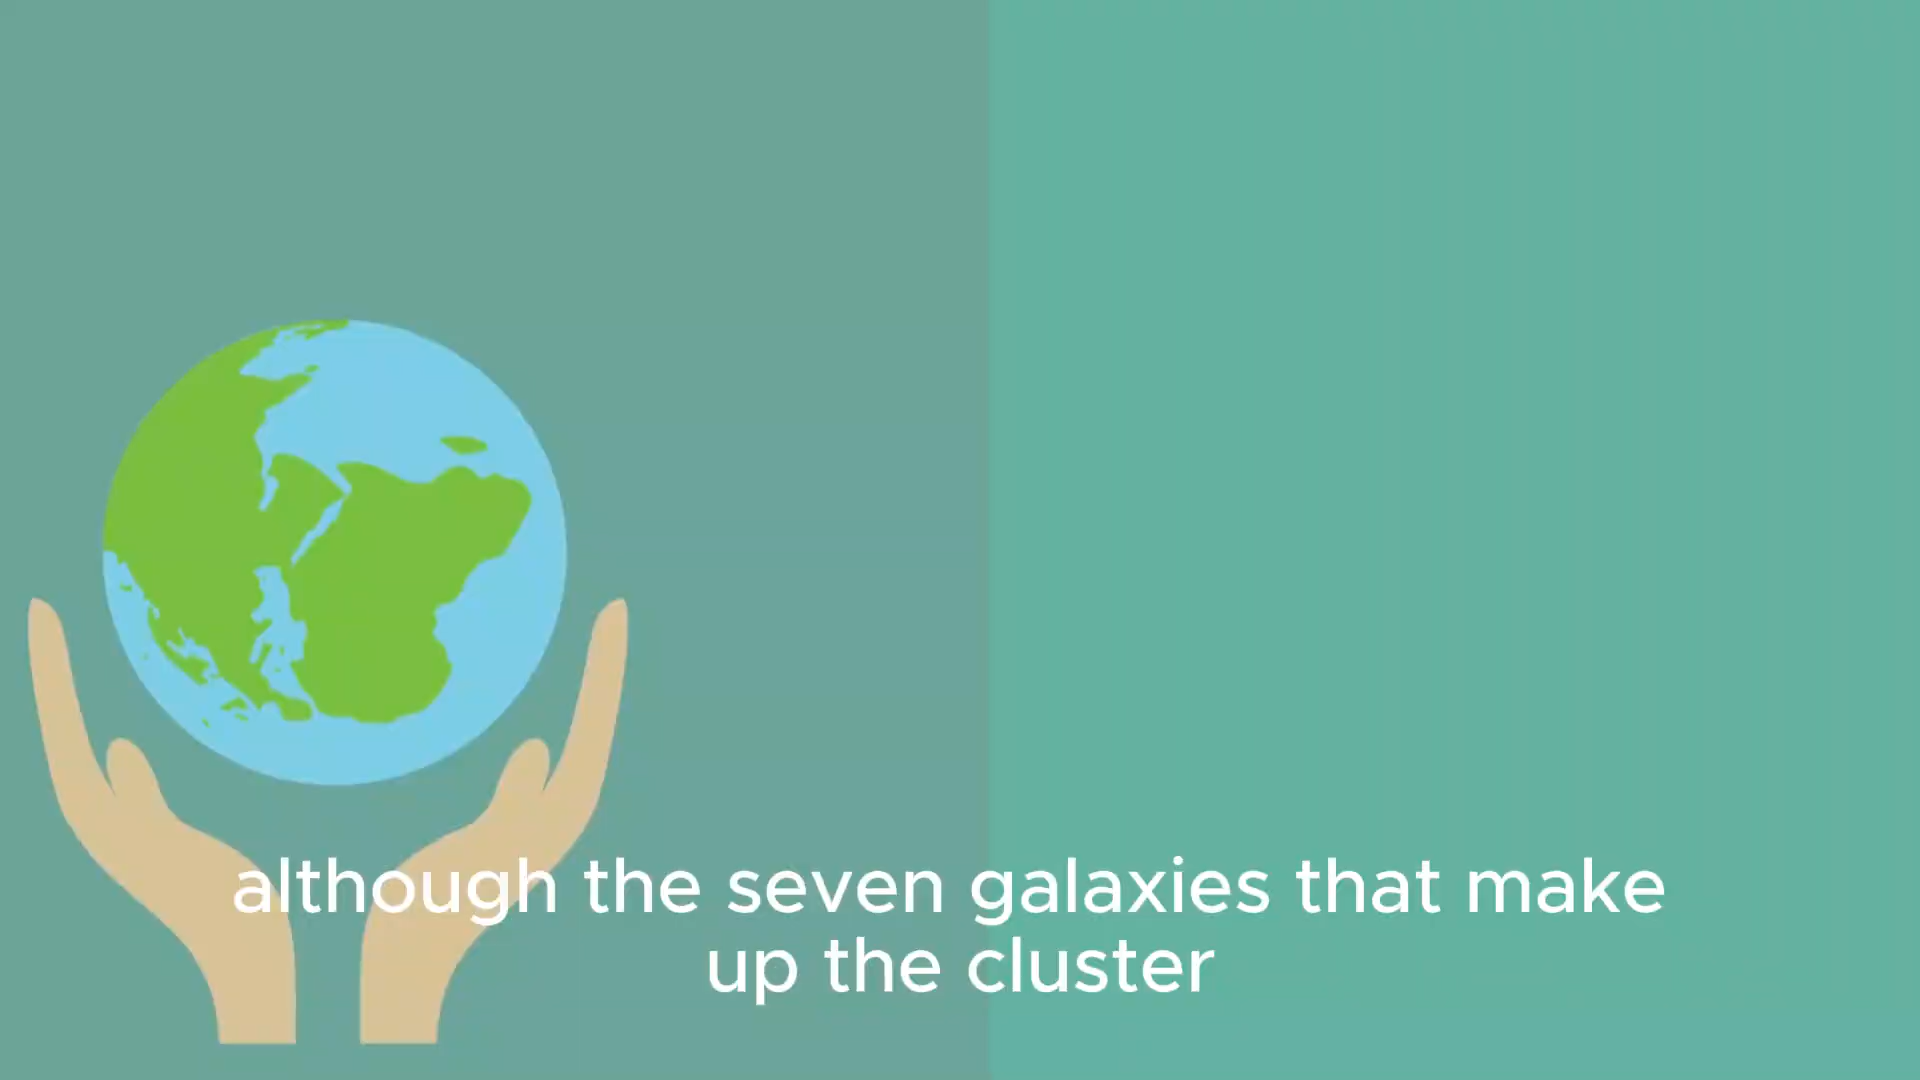 although the seven galaxies that make
up the cluster